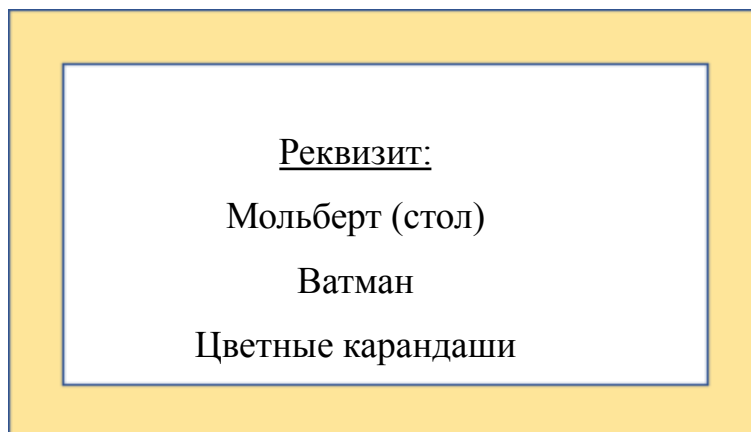 Реквизит:
Мольберт (стол)
Ватман
Цветные карандаши